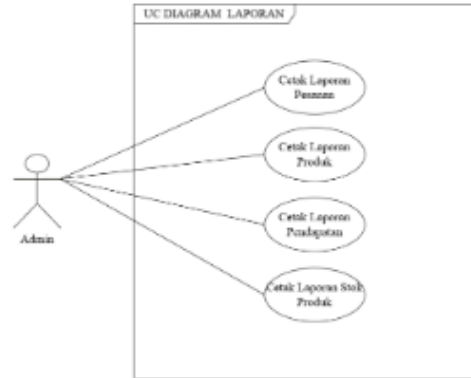 UC DIAGRAM LAPORAN
Cetak Laporan
Pesanan
Cetak Laporan
Produk
Admin
Cetak Laporan
Pendapatan
Cetak Laporan Stok
Produk